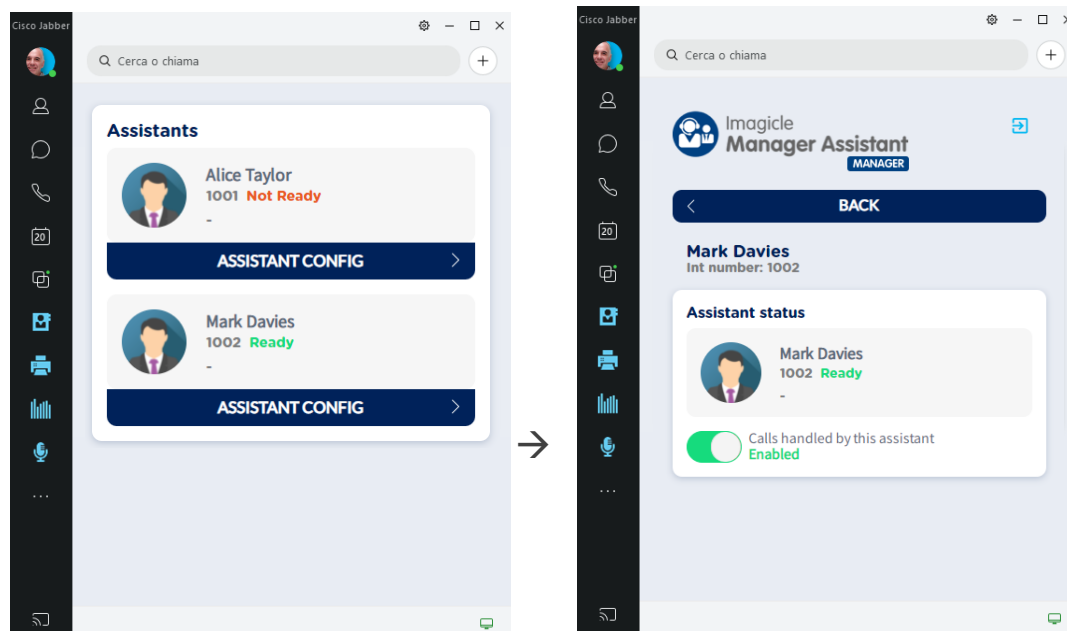 Cisco Jabber
Cerca o chiama
20
Assistants
Alice Taylor
1001 Not Ready
-
ASSISTANT CONFIG
Mark Davies
1002 Ready
-
ASSISTANT CONFIG
Cisco Jabber
Cerca o chiama
20
Imagicle
Manager Assistant
MANAGER
BACK
Mark Davies
Int number: 1002
Assistant status
Mark Davies
1002 Ready
-
Calls handled by this assistant
Enabled